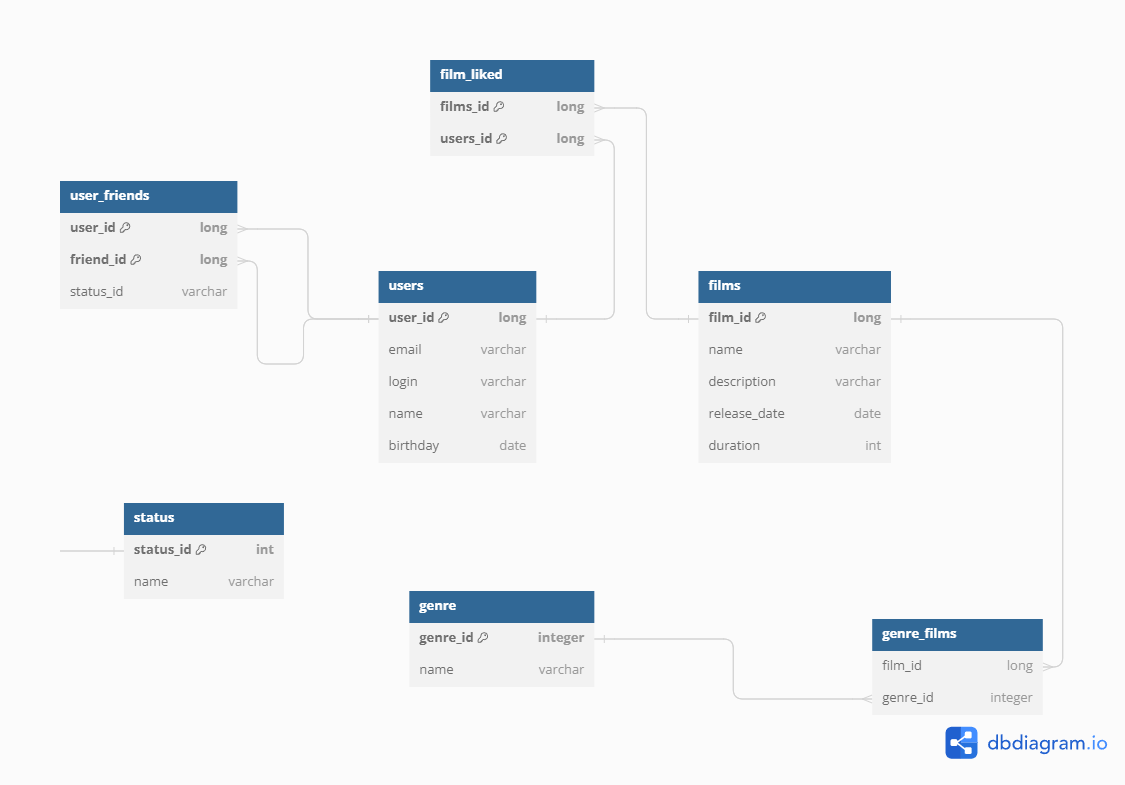 film_liked
films_id long
users_id long
user_friends
user_id long
friend_id long
status_id varchar
users
user_id long
email varchar
login varchar
name varchar
birthday date
films
film_id long
name varchar
description varchar
release_date date
duration int
status
status_id int
name varchar
genre
genre_id integer
name varchar
genre_films
film_id long
genre_id integer
dbdiagram.io